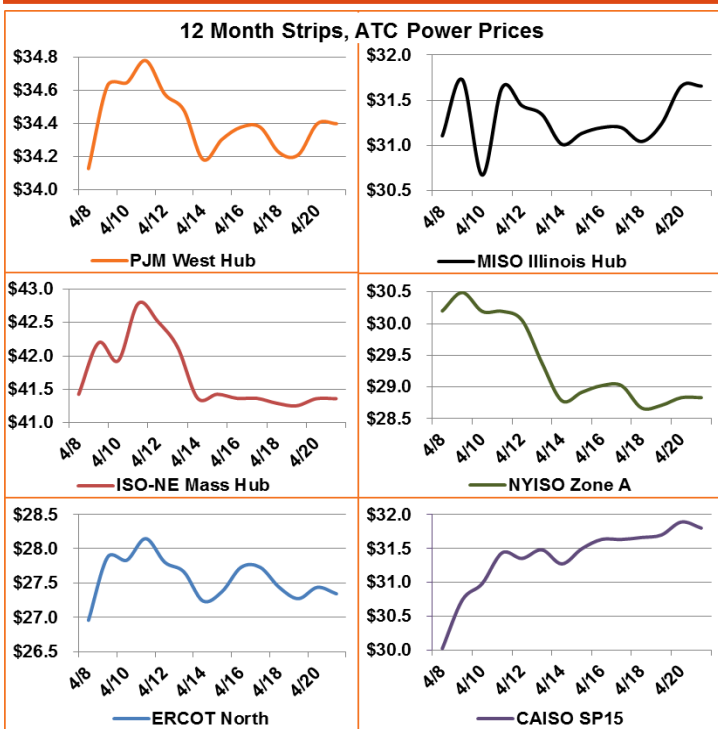 12 Month Strips, ATC Power Prices
$34.8
$34.6
$34.4
$34.2
$34.0
4/8 4/10 4/12 4/14 4/16 4/18 4/20
PJM West Hub
$32.0
$31.5
$31.0
$30.5
4/8 4/10 4/12 4/14 4/16 4/18 4/20
MISO Illinois Hub
$43.0
$42.5
$42.0
$41.5
$41.0
4/8 4/10 4/12 4/14 4/16 4/18 4/20
ISO-NE Mass Hub
$30.5
$30.0
$29.5
$29.0
$28.5
4/8 4/10 4/12 4/14 4/16 4/18 4/20
NYISO Zone A
$28.5
$28.0
$27.5
$27.0
$26.5
4/8 4/10 4/12 4/14 4/16 4/18 4/20
ERCOT North
$32.0
$31.5
$31.0
$30.5
$30.0
4/8 4/10 4/12 4/14 4/16 4/18 4/20
CAISO SP15